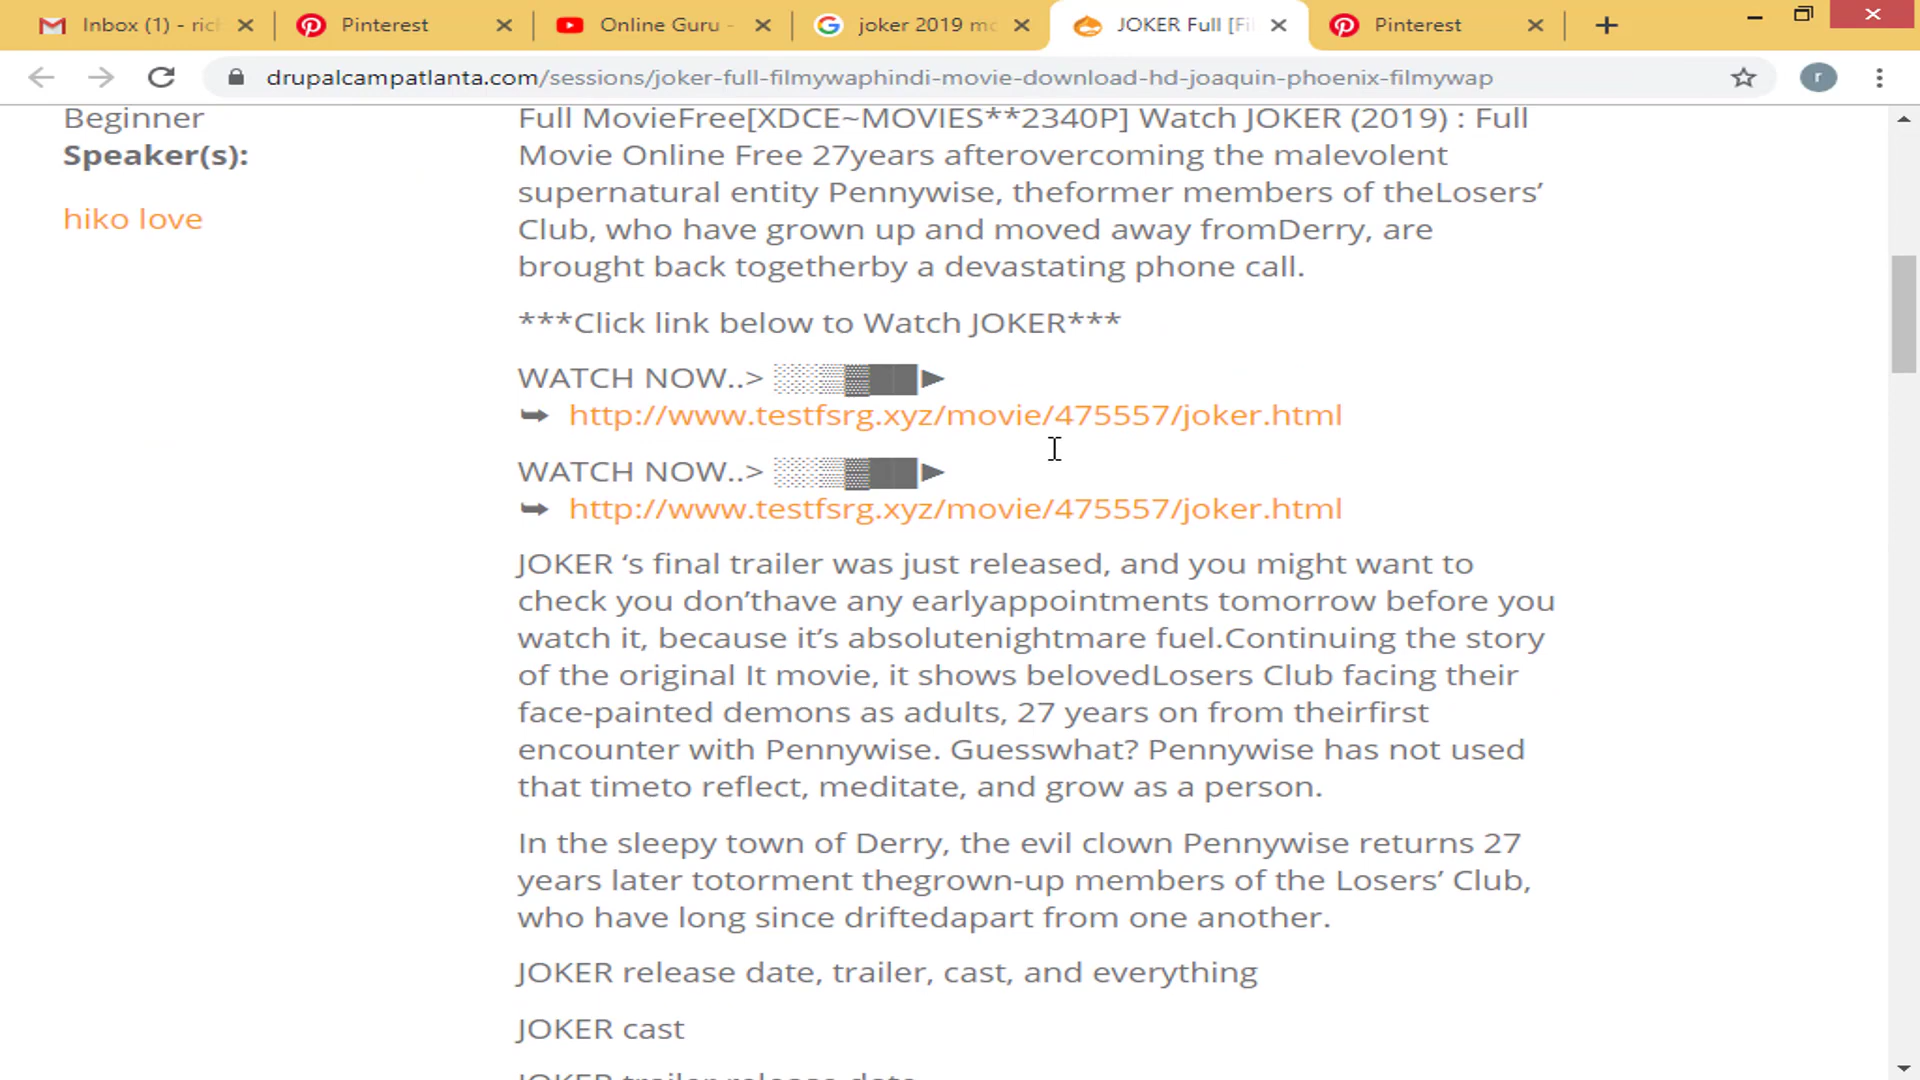 Inbox (1) - rich
Pinterest
Online Guru -
joker 2019 mo
JOKER Full [Fi
Pinterest
drupalcampatlanta.com/sessions/joker-full-filmywaphindi-movie-download-hd-joaquin-phoenix-filmywap
r
Beginner
Speaker(s):
hiko love
Full MovieFree[XDCE~MOVIES**2340P] Watch JOKER (2019) : Full
Movie Online Free 27years afterovercoming the malevolent
supernatural entity Pennywise, theformer members of theLosers’
Club, who have grown up and moved away fromDerry, are
brought back togetherby a devastating phone call.
***Click link below to Watch JOKER***
WATCH NOW..> ░░▒▓██►
➥ http://www.testfsrg.xyz/movie/475557/joker.html
WATCH NOW..> ░░▒▓██►
➥ http://www.testfsrg.xyz/movie/475557/joker.html
JOKER ‘s final trailer was just released, and you might want to
check you don’thave any earlyappointments tomorrow before you
watch it, because it’s absolutenightmare fuel.Continuing the story
of the original It movie, it shows belovedLosers Club facing their
face-painted demons as adults, 27 years on from theirfirst
encounter with Pennywise. Guesswhat? Pennywise has not used
that timeto reflect, meditate, and grow as a person.
In the sleepy town of Derry, the evil clown Pennywise returns 27
years later totorment thegrown-up members of the Losers’ Club,
who have long since driftedapart from one another.
JOKER release date, trailer, cast, and everything
JOKER cast
JOKER trailer release date